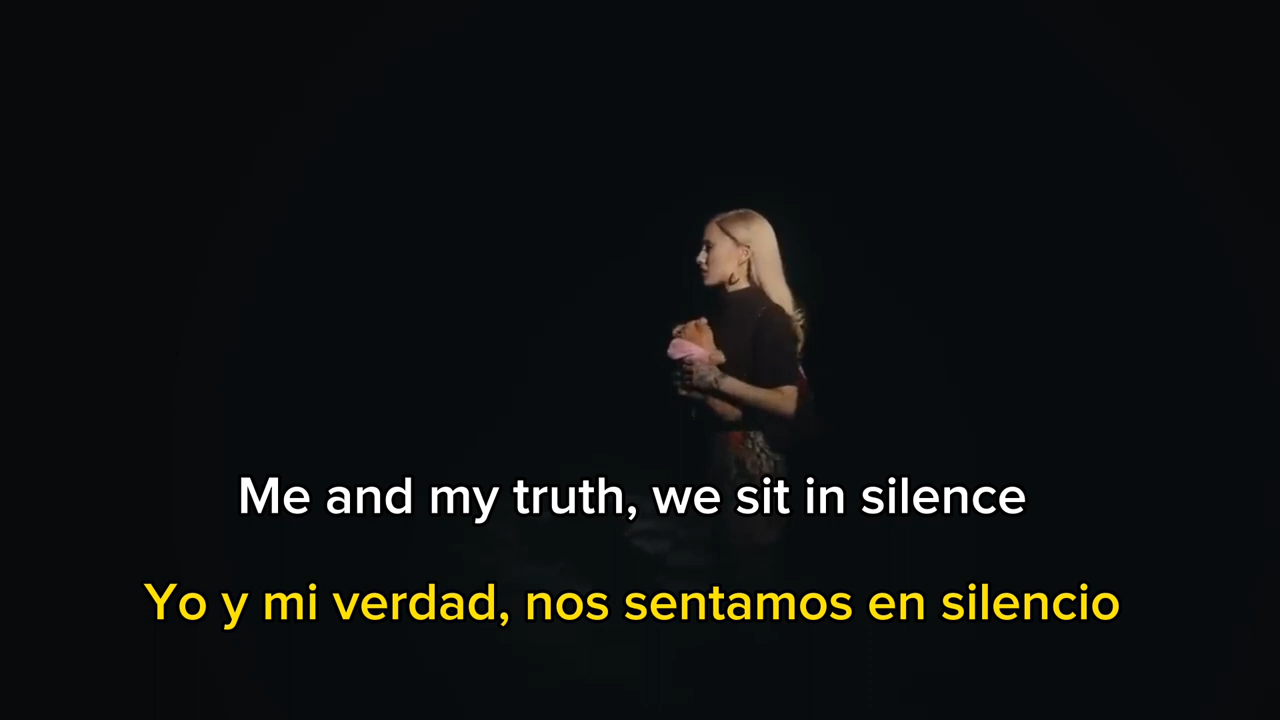 Me and my truth, we sit in silence
Yo y mi verdad, nos sentamos en silencio